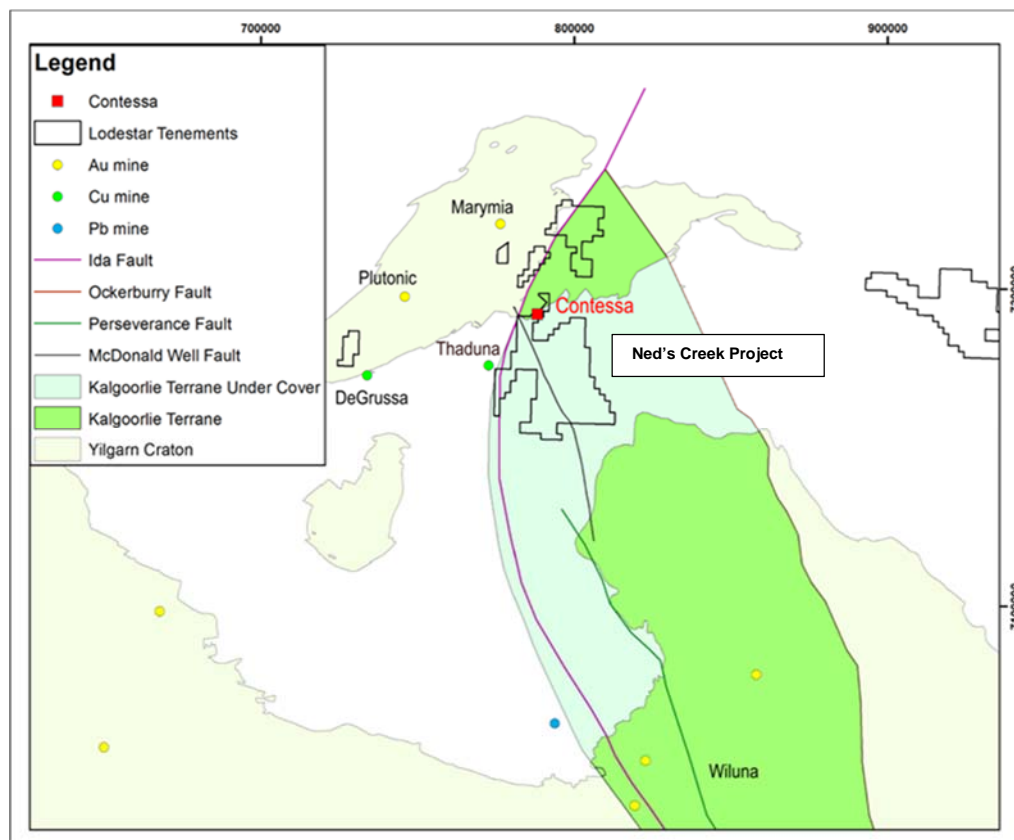 700000
800000
900000
Legend
Contessa
Lodestar Tenements
Au mine
Cu mine
Pb mine
Ida Fault
Ockerburry Fault
Perseverance Fault
McDonald Well Fault
Kalgoorlie Terrane Under Cover
Kalgoorlie Terrane
Yilgarn Craton
Marymia
Plutonic
Contessa
Thaduna
Ned's Creek Project
DeGrussa
Wiluna